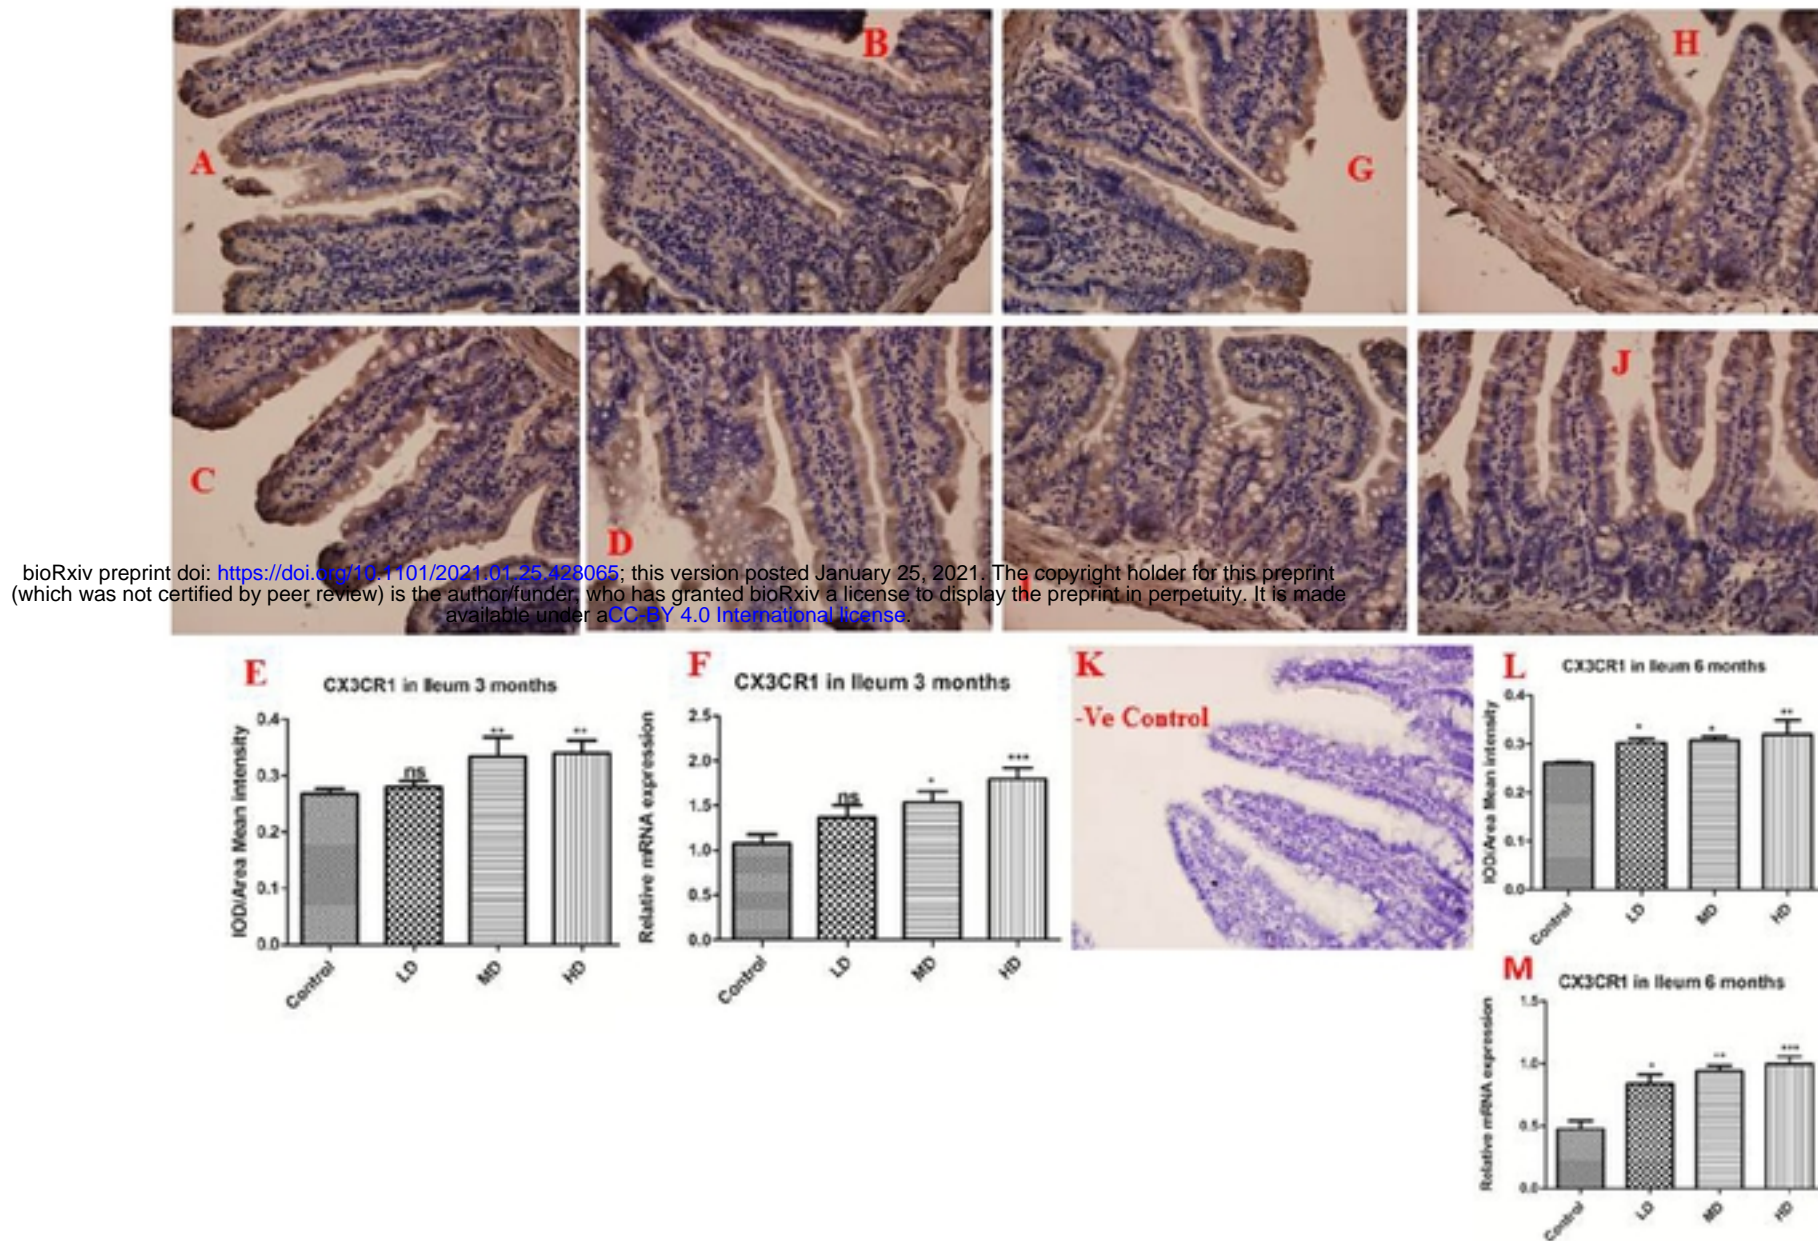 A
B
G
H
C
D
I
J
bioRxiv preprint doi: https://doi.org/10.1101/2021.01.25.428065; this version posted January 25, 2021. The copyright holder for this preprint
(which was not certified by peer review) is the author/funder, who has granted bioRxiv a license to display the preprint in perpetuity. It is made
available under aCC-BY 4.0 International license.
E
CX3CR1 in Ileum 3 months
IOD/Area Mean intensity
0.4
0.3
0.2
0.1
0.0
ns
**
**
Control
LD
MD
HD
F
CX3CR1 in Ileum 3 months
Relative mRNA expression
2.5
2.0
1.5
1.0
0.5
0.0
ns
*
***
Control
LD
MD
HD
K
-Ve Control
L
CX3CR1 in Ileum 6 months
IOD/Area Mean intensity
0.4
0.3
0.2
0.1
0.0
*
*
**
Control
LD
MD
HD
M
CX3CR1 in Ileum 6 months
Relative mRNA expression
1.5
1.0
0.5
0.0
*
**
***
Control
LD
MD
HD